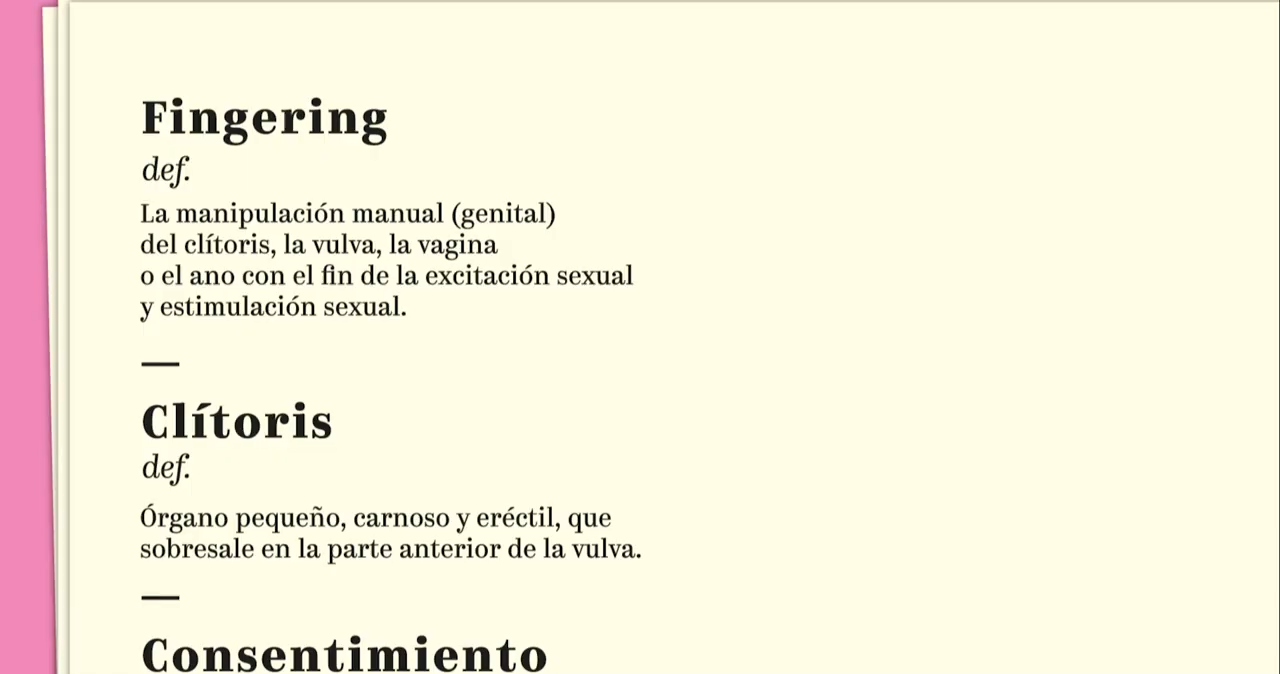 Fingering
def.
La manipulación manual (genital)
del clítoris, la vulva, la vagina
o el ano con el fin de la excitación sexual
y estimulación sexual.
—
Clítoris
def.
Órgano pequeño, carnoso y eréctil, que
sobresale en la parte anterior de la vulva.
—
Consentimiento